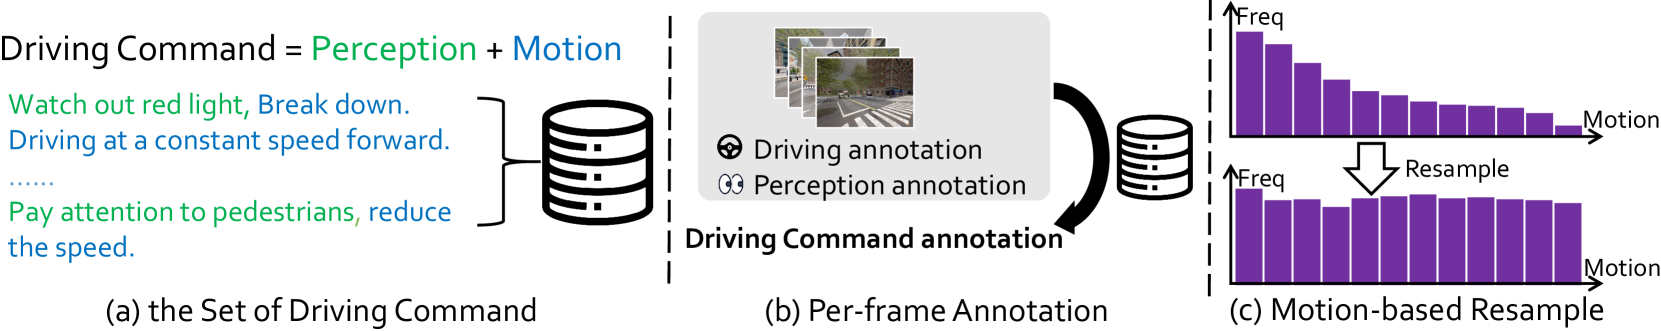 Driving Command = Perception + Motion
Watch out red light, Break down.
Driving at a constant speed forward.
......
Pay attention to pedestrians, reduce
the speed.
(a) the Set of Driving Command
Driving annotation
Perception annotation
Driving Command annotation
(b) Per-frame Annotation
Freq
Motion
Resample
Freq
Motion
(c) Motion-based Resample